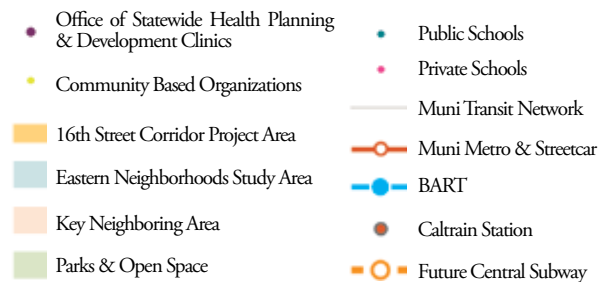 Office of Statewide Health Planning
& Development Clinics
Community Based Organizations
16th Street Corridor Project Area
Eastern Neighborhoods Study Area
Key Neighboring Area
Parks & Open Space
Public Schools
Private Schools
Muni Transit Network
Muni Metro & Streetcar
BART
Caltrain Station
Future Central Subway